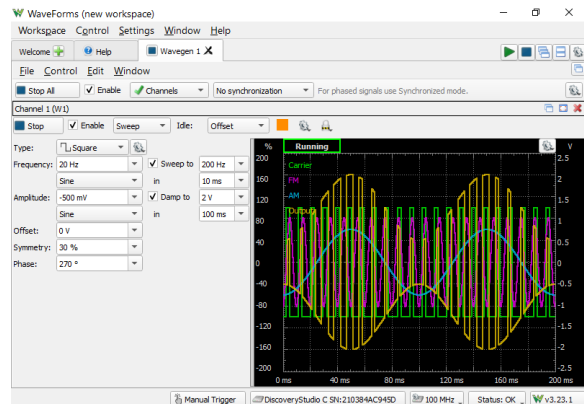 WaveForms (new workspace)
Workspace Control Settings Window Help
Welcome Help Wavegen 1
File Control Edit Window
Stop All Enable Channels No synchronization For phased signals use Synchronized mode.
Channel 1 (W1)
Stop Enable Sweep Idle: Offset
Type: Square
Frequency: 20 Hz Sweep to 200 Hz
Sine in 10 ms
Amplitude: -500 mV Damp to 2 V
Sine in 100 ms
Offset: 0 V
Symmetry: 30 %
Phase: 270 °
% Running V
200 2.5
Carrier
160 FM 2
AM
120 Output 1.5
80 1
40 0.5
0 0
-40 -0.5
-80 -1
-120 -1.5
-160 -2
-200 -2.5
0 ms 40 ms 80 ms 120 ms 160 ms 200 ms
Manual Trigger DiscoveryStudio C SN:210384AC945D 100 MHz Status: OK v3.23.1